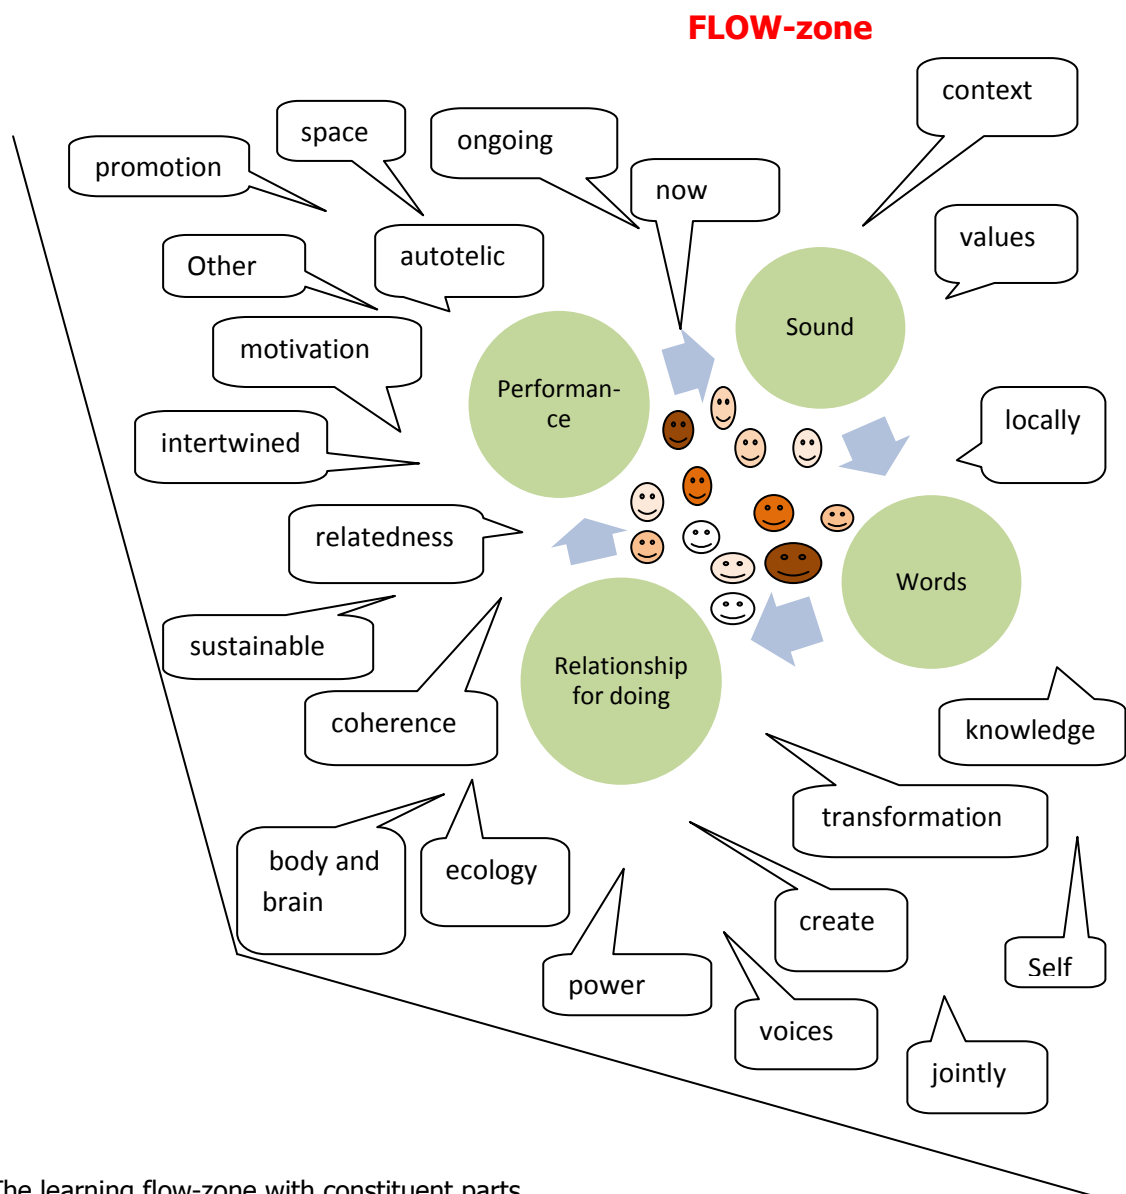 FLOW-zone
context
space
ongoing
promotion
now
values
autotelic
Other
Sound
motivation
Performan-
ce
locally
intertwined
relatedness
Words
sustainable
Relationship
for doing
coherence
knowledge
transformation
body and
brain
ecology
create
Self
power
voices
jointly
The learning flow-zone with constituent parts